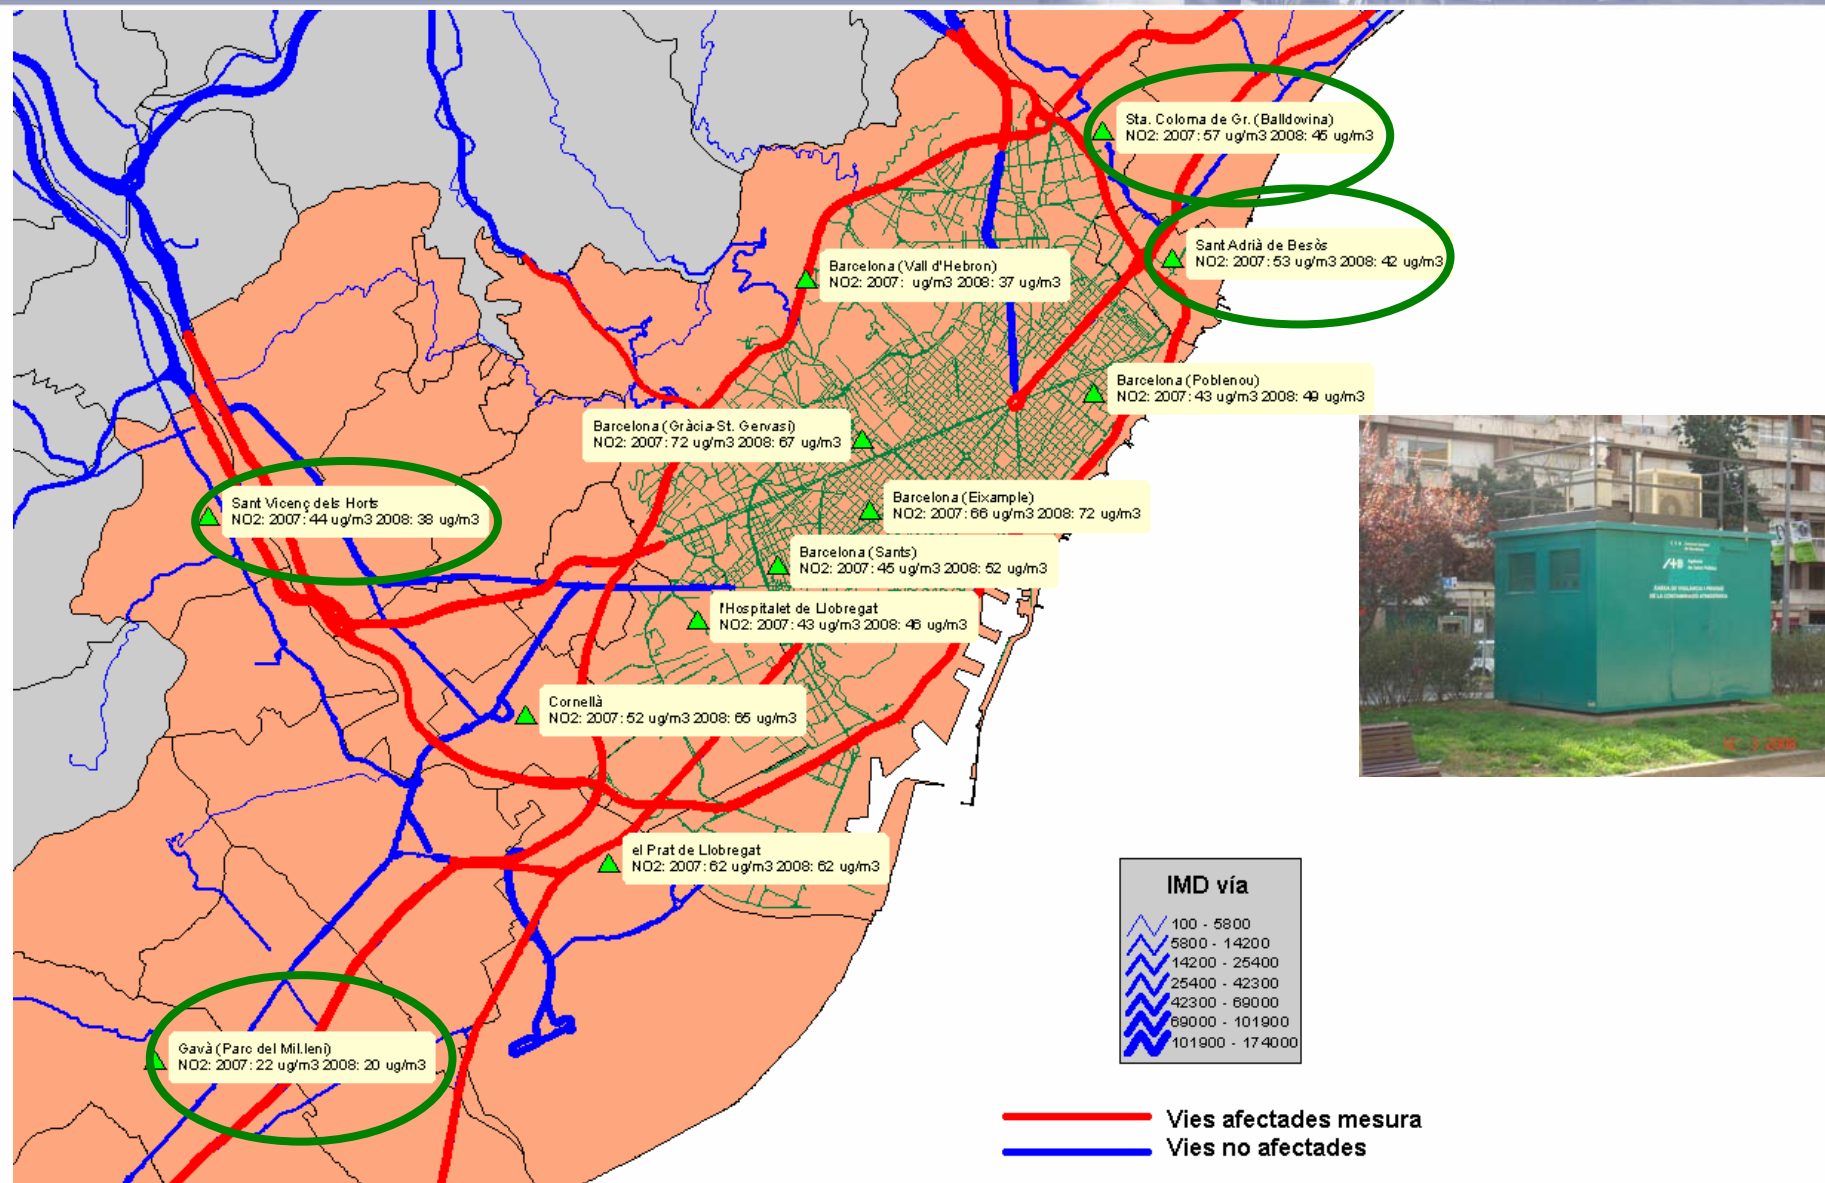 Sta. Coloma de Gr. (Balldovina)
NO2: 2007: 57 ug/m3 2008: 45 ug/m3
Sant Adrià de Besòs
NO2: 2007: 53 ug/m3 2008: 42 ug/m3
Barcelona (Vall d'Hebron)
NO2: 2007: ug/m3 2008: 37 ug/m3
Barcelona (Poblenou)
NO2: 2007: 43 ug/m3 2008: 49 ug/m3
Barcelona (Gràcia-St. Gervasi)
NO2: 2007: 72 ug/m3 2008: 67 ug/m3
Sant Vicenç dels Horts
NO2: 2007: 44 ug/m3 2008: 38 ug/m3
Barcelona (Eixample)
NO2: 2007: 66 ug/m3 2008: 72 ug/m3
Barcelona (Sants)
NO2: 2007: 45 ug/m3 2008: 52 ug/m3
l'Hospitalet de Llobregat
NO2: 2007: 43 ug/m3 2008: 46 ug/m3
Cornellà
NO2: 2007: 52 ug/m3 2008: 65 ug/m3
el Prat de Llobregat
NO2: 2007: 62 ug/m3 2008: 62 ug/m3
Gavà (Parc del Mil.leni)
NO2: 2007: 22 ug/m3 2008: 20 ug/m3
IMD vía
100 - 5800
5800 - 14200
14200 - 25400
25400 - 42300
42300 - 69000
69000 - 101900
101900 - 174000
Vies afectades mesura
Vies no afectades